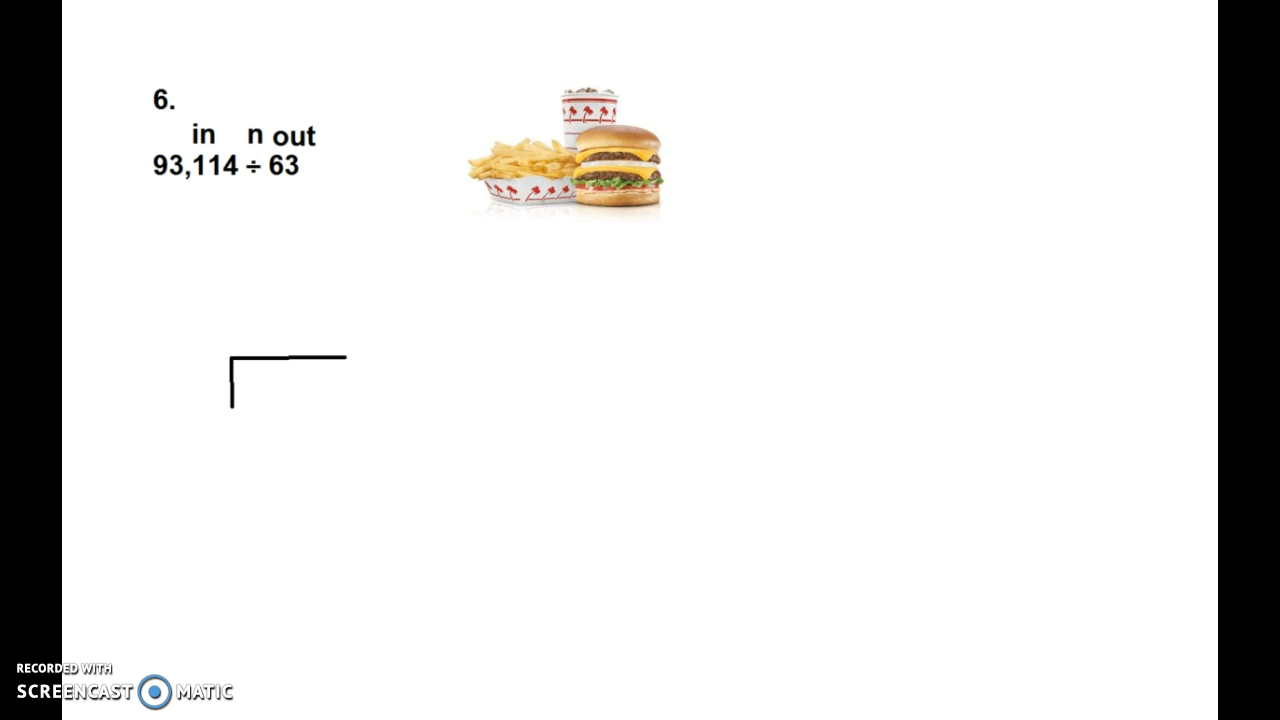 6.
in n out
93,114 ÷ 63
RECORDED WITH
SCREENCAST MATIC